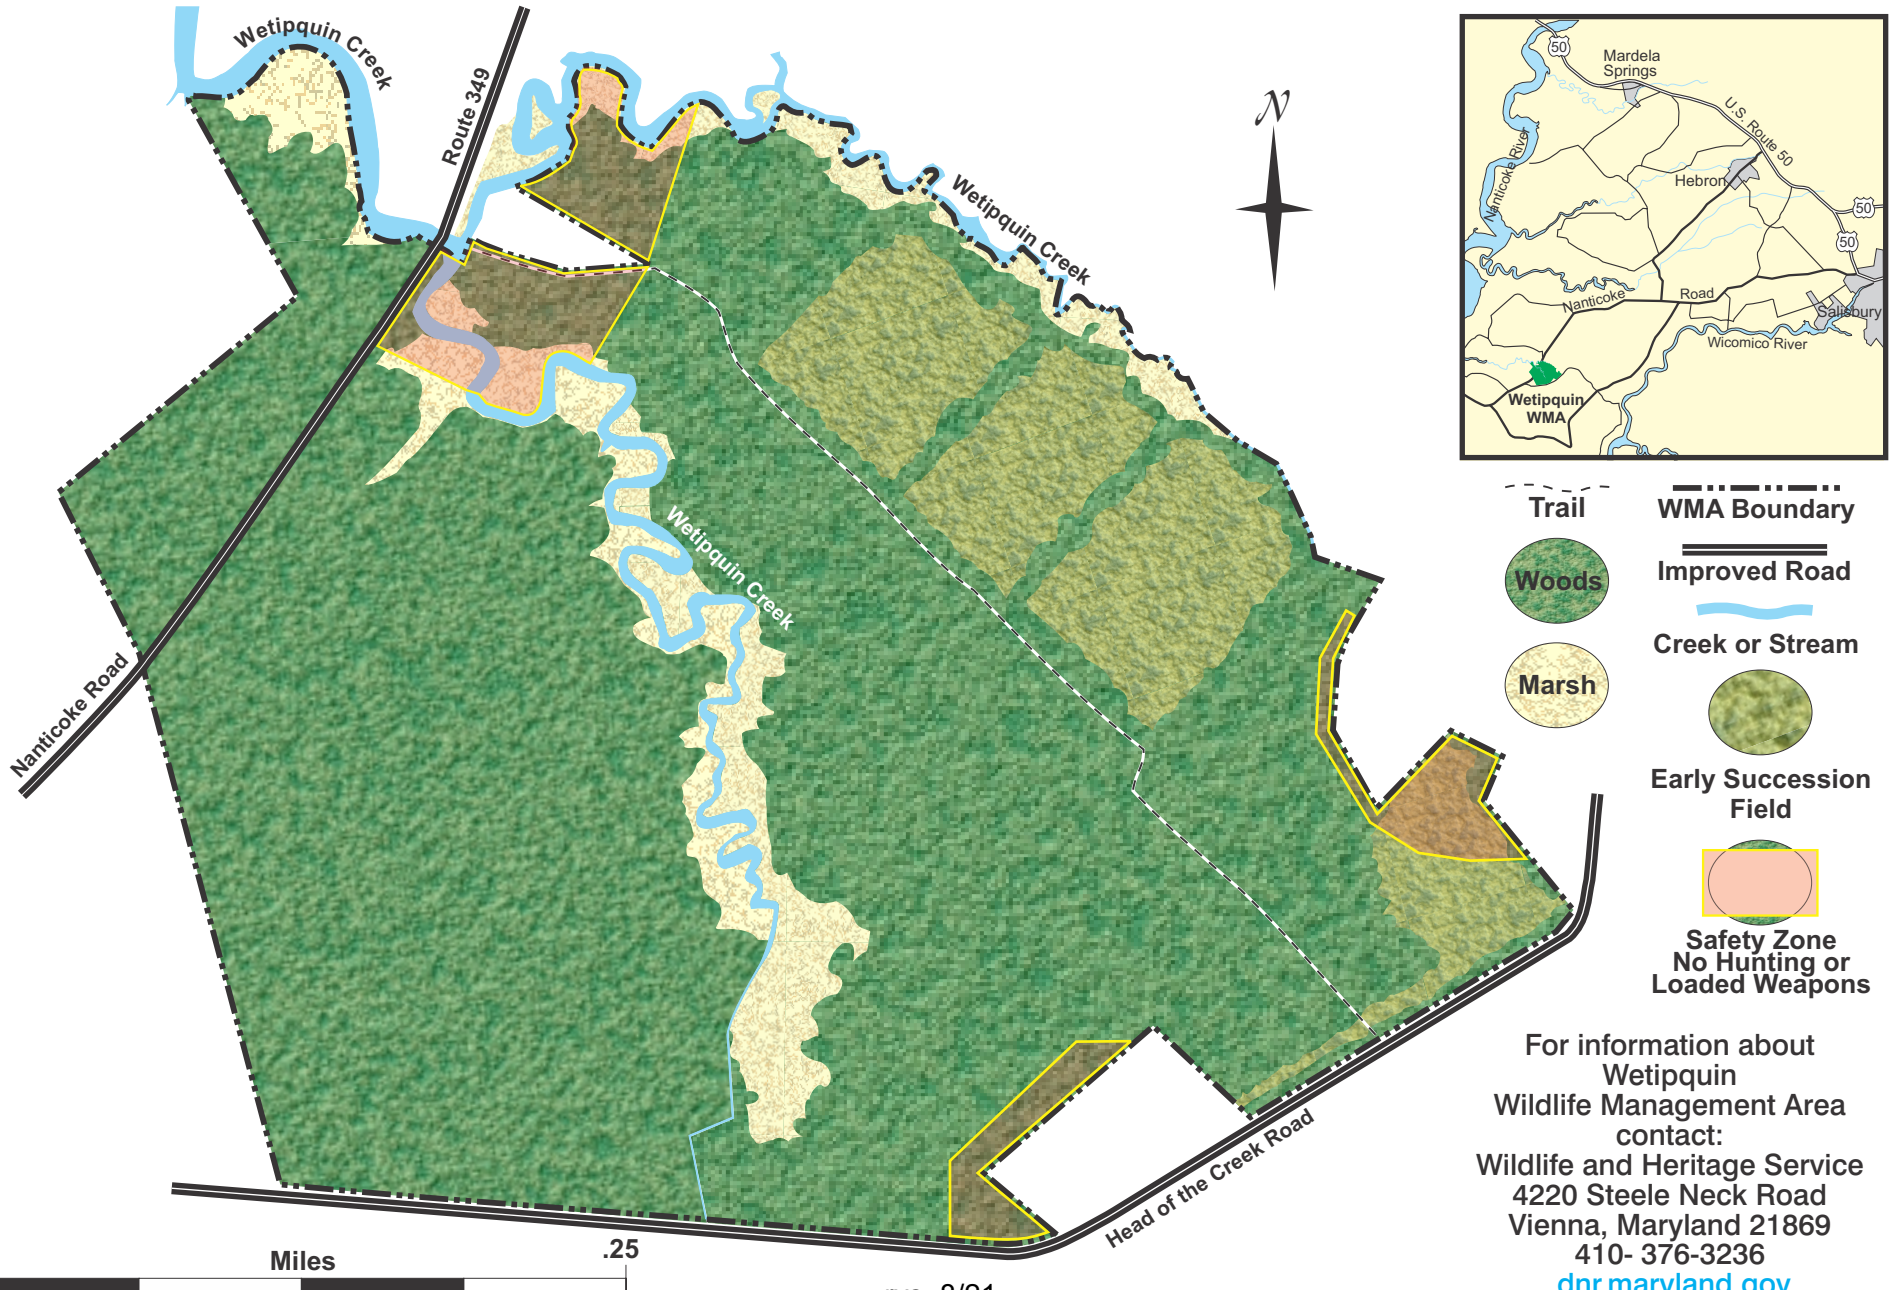 Wetipquin Creek
Route 349
Wetipquin Creek
Wetipquin Creek
Nanticoke Road
Head of the Creek Road
Miles
.25
N
50
Mardela
Springs
U.S. Route 50
Nanticoke River
Hebron
50
50
Nanticoke
Road
Salisbury
Wicomico River
Wetipquin
WMA
Trail
WMA Boundary
Woods
Improved Road
Creek or Stream
Marsh
Early Succession
Field
Safety Zone
No Hunting or
Loaded Weapons
For information about
Wetipquin
Wildlife Management Area
contact:
Wildlife and Heritage Service
4220 Steele Neck Road
Vienna, Maryland 21869
410- 376-3236
dnr.maryland.gov